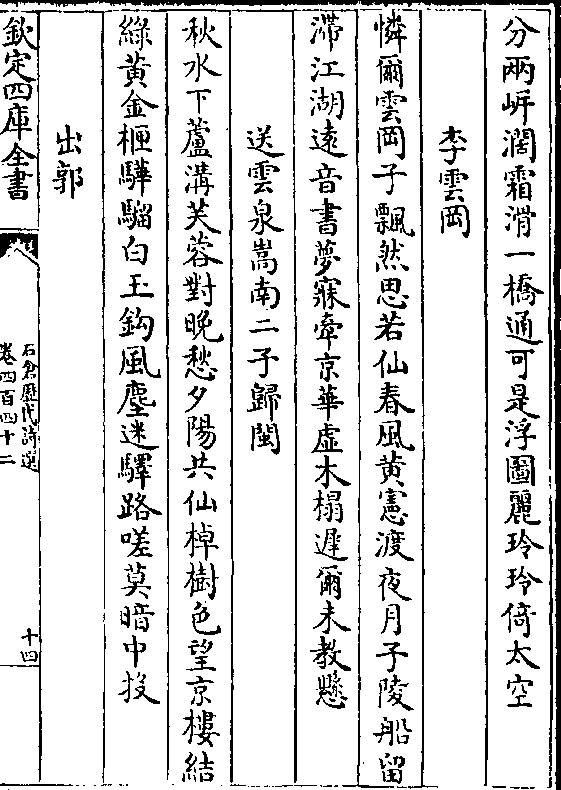 分兩㟁濶霜滑一橋通可是浮圖麗玲玲倚太空
李雲岡
憐爾雲岡子飄然思若仙春風黄憲渡夜月子陵船留
滯江湖遠音書夢寐牽京華虚木榻遲爾未教懸
送雲泉嵩南二子歸閩
秋水下蘆溝芙蓉對晚愁夕陽共仙棹樹色望京樓結
綠黄金榸驊騮白玉鈎風塵迷驛路嗟莫暗中投
出郭
欽定四庫全書
石倉歷代詩選
卷四百四十二
十四